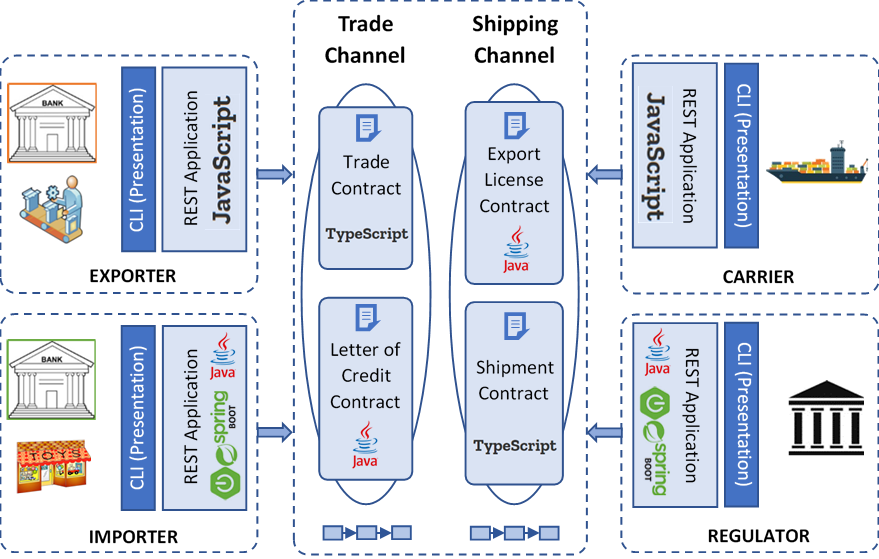 Trade
Channel
Shipping
Channel
BANK
CLI (Presentation)
REST Application
JavaScript
EXPORTER
Trade
Contract
TypeScript
Export
License
Contract
Java
JavaScript
REST Application
CLI (Presentation)
CARRIER
BANK
TOYS
CLI (Presentation)
REST Application
Java
spring
BOOT
IMPORTER
Letter of
Credit
Contract
Java
Shipment
Contract
TypeScript
Java
spring
BOOT
REST Application
CLI (Presentation)
REGULATOR